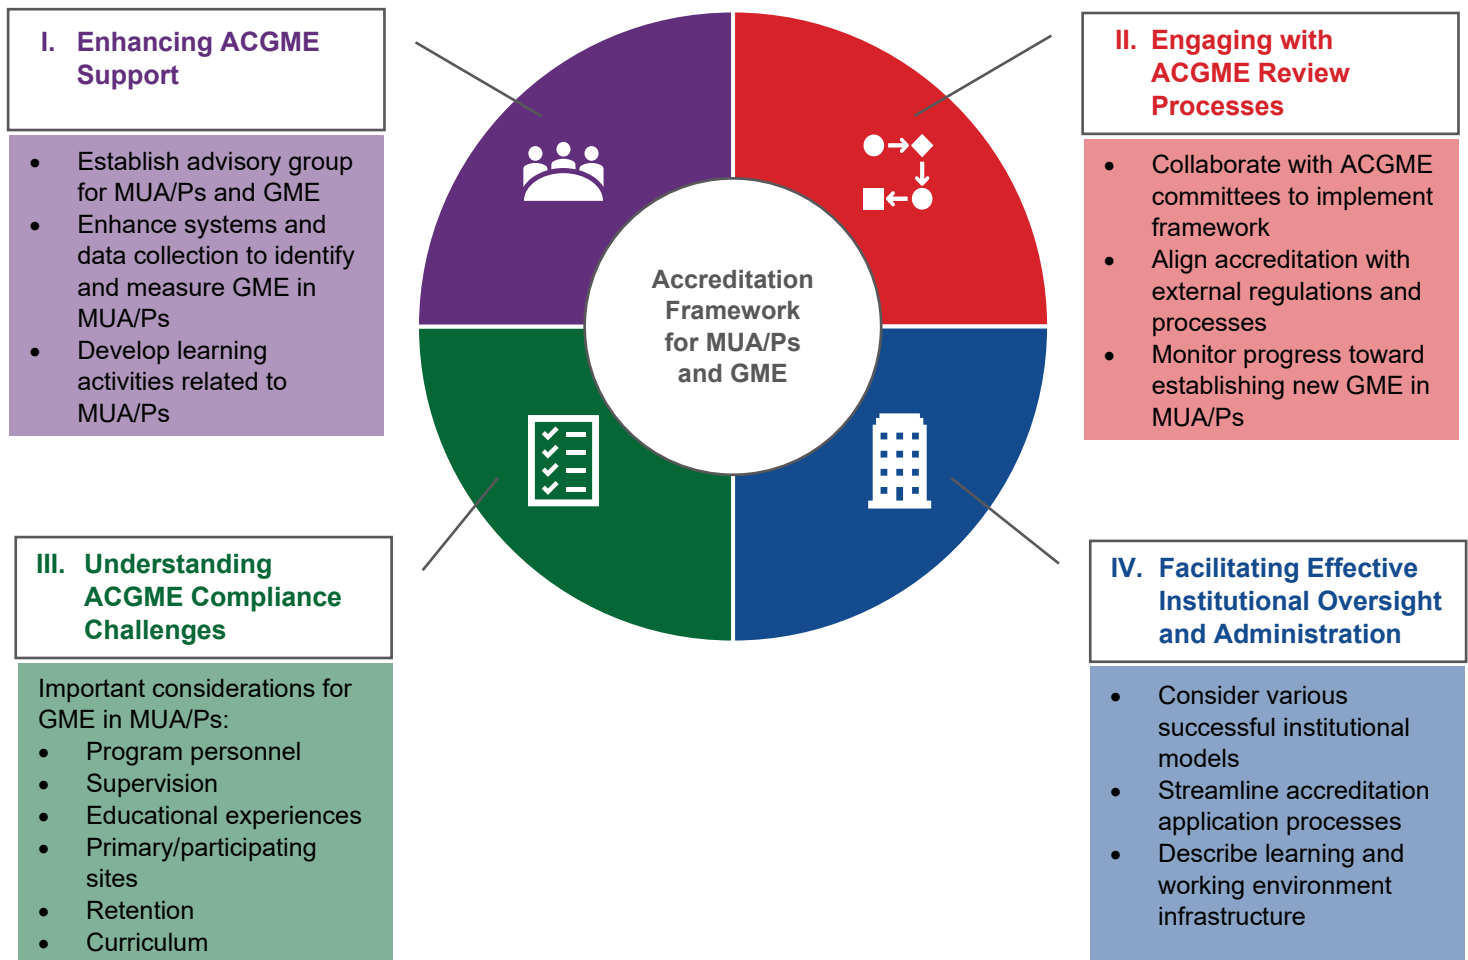 I. Enhancing ACGME
Support
• Establish advisory group
for MUA/Ps and GME
• Enhance systems and
data collection to identify
and measure GME in
MUA/Ps
• Develop learning
activities related to
MUA/Ps
II. Engaging with
ACGME Review
Processes
• Collaborate with ACGME
committees to implement
framework
• Align accreditation with
external regulations and
processes
• Monitor progress toward
establishing new GME in
MUA/Ps
Accreditation
Framework
for MUA/Ps
and GME
III. Understanding
ACGME Compliance
Challenges
Important considerations for
GME in MUA/Ps:
• Program personnel
• Supervision
• Educational experiences
• Primary/participating
sites
• Retention
• Curriculum
IV. Facilitating Effective
Institutional Oversight
and Administration
• Consider various
successful institutional
models
• Streamline accreditation
application processes
• Describe learning and
working environment
infrastructure